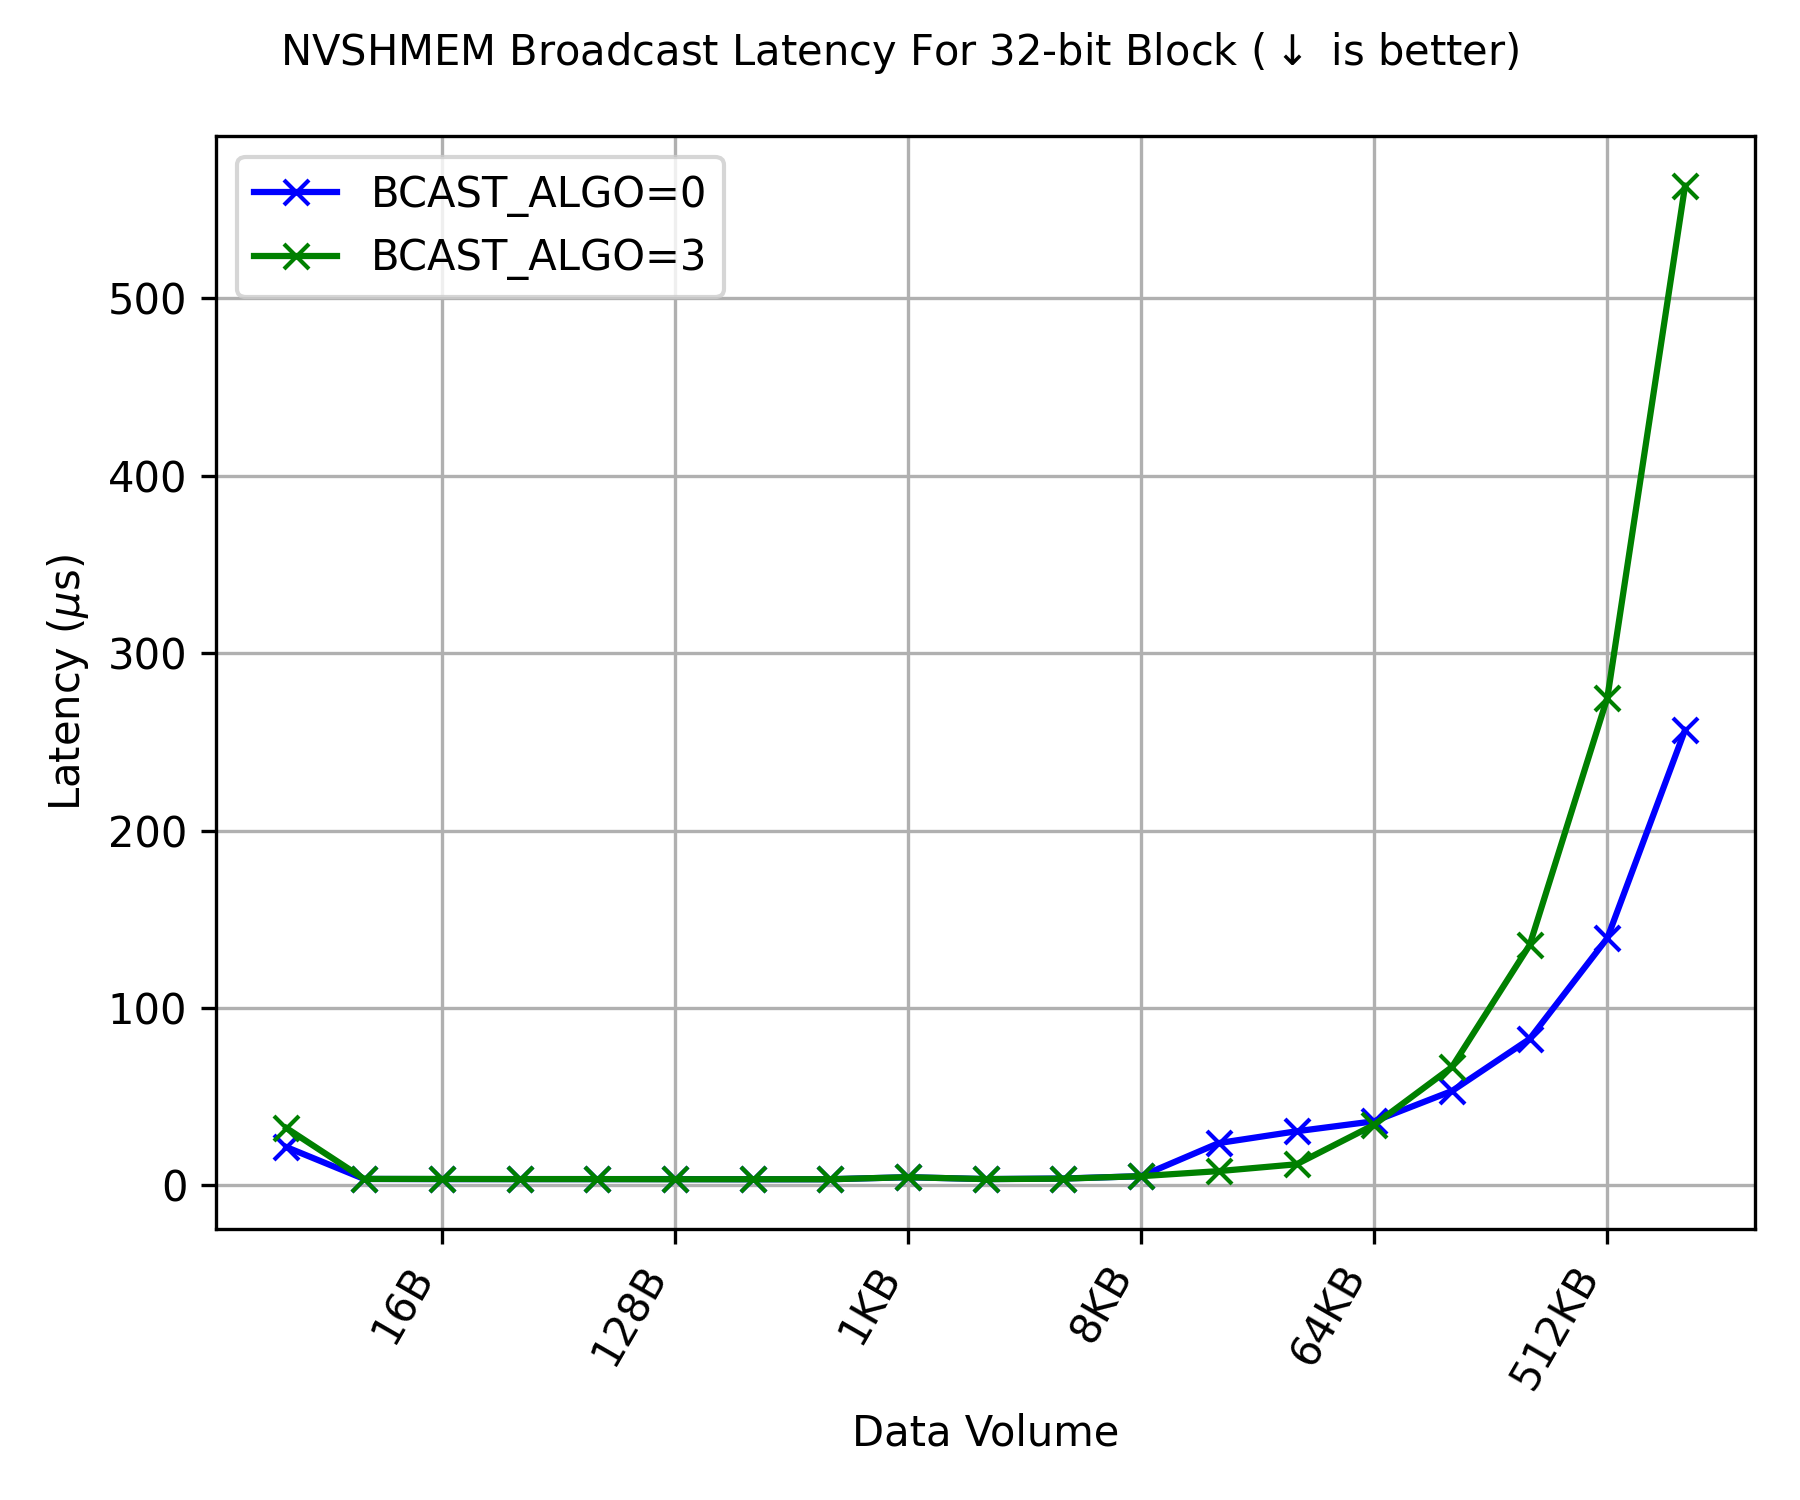 NVSHMEM Broadcast Latency For 32-bit Block (↓ is better)
BCAST_ALGO=0
BCAST_ALGO=3
500
400
300
200
100
0
Latency (μs)
16B
128B
1KB
8KB
64KB
512KB
Data Volume